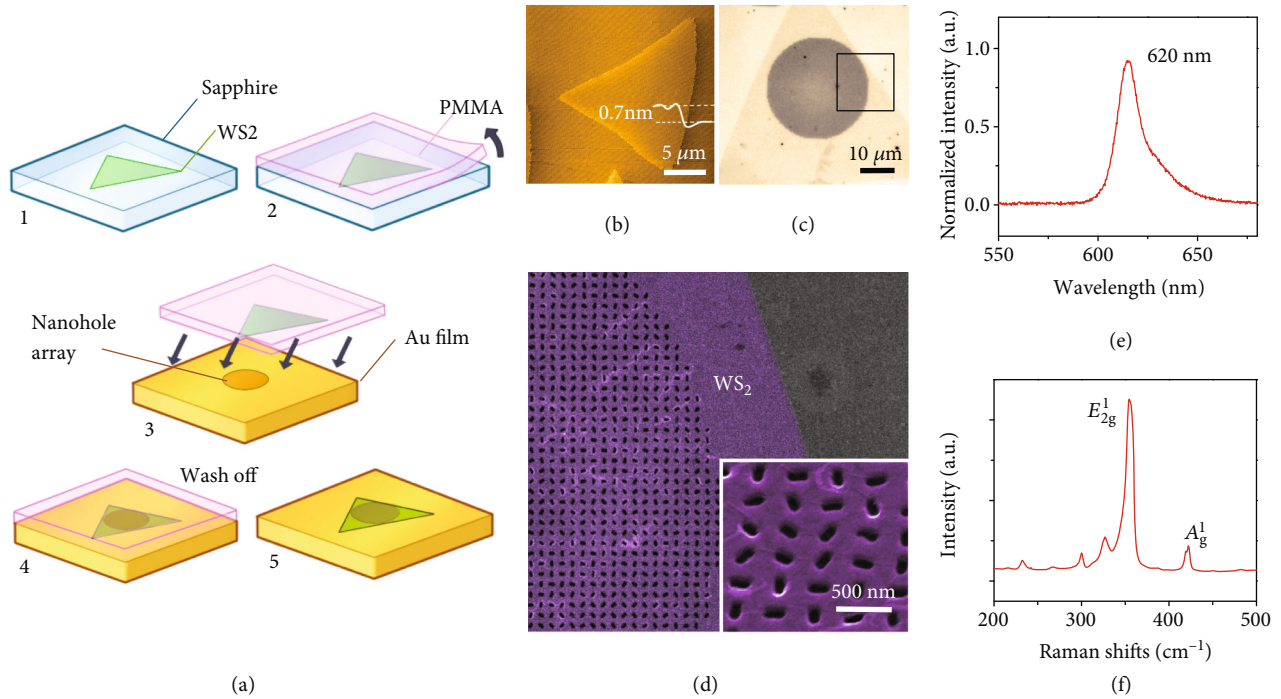 Sapphire
WS2
PMMA
1
2
Nanohole
array
Au film
3
Wash off
4
5
(a)
0.7nm
5 μm
(b)
10 μm
(c)
WS₂
500 nm
(d)
620 nm
Normalized intensity (a.u.)
1.0
0.5
0.0
550
600
650
Wavelength (nm)
(e)
E¹₂g
A¹g
Intensity (a.u.)
200
300
400
500
Raman shifts (cm⁻¹)
(f)